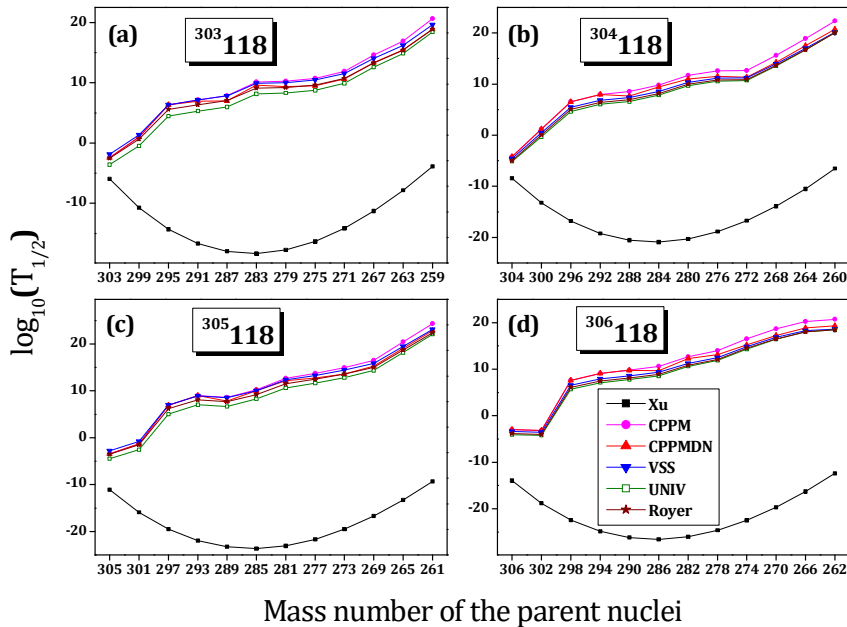 (a) ³⁰³118
20
10
0
-10
303 299 295 291 287 283 279 275 271 267 263 259
(b) ³⁰⁴118
20
10
0
-10
-20
304 300 296 292 288 284 280 276 272 268 264 260
log₁₀(T₁/₂)
(c) ³⁰⁵118
20
10
0
-10
-20
305 301 297 293 289 285 281 277 273 269 265 261
(d) ³⁰⁶118
20
10
0
-10
-20
Xu
CPPM
CPPMDN
VSS
UNIV
Royer
306 302 298 294 290 286 282 278 274 270 266 262
Mass number of the parent nuclei